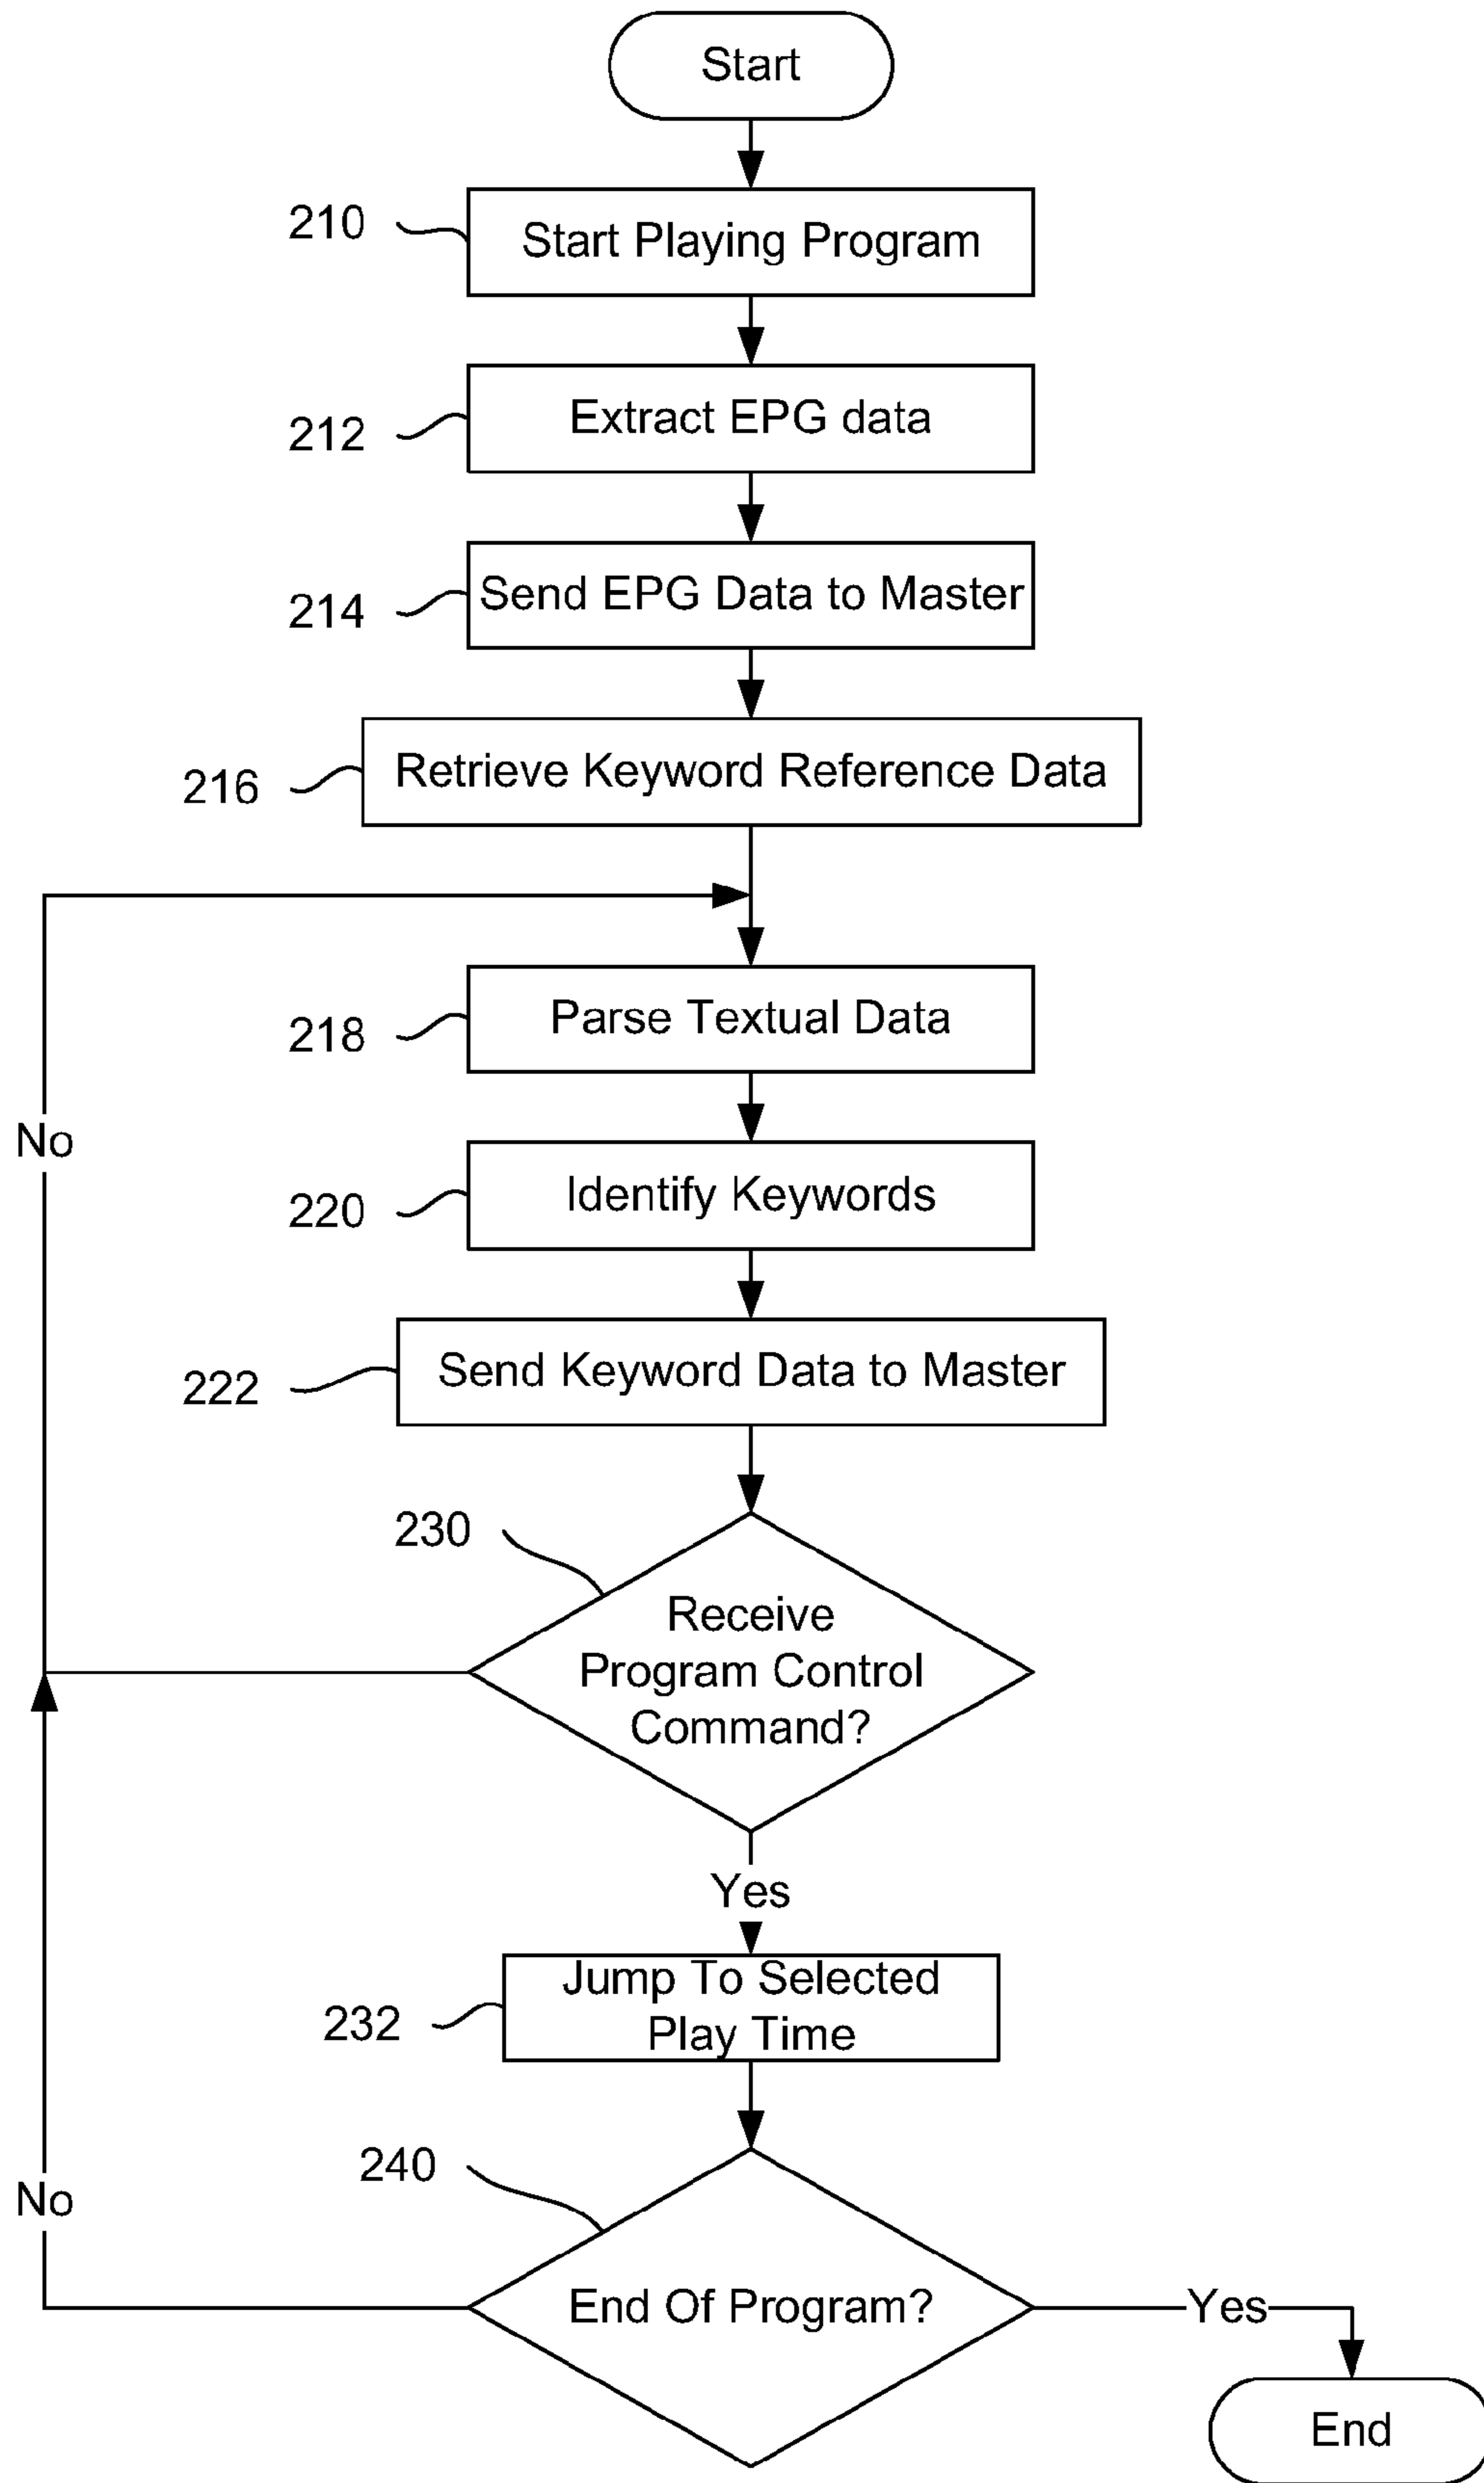 Start
210
Start Playing Program
212
Extract EPG data
214
Send EPG Data to Master
216
Retrieve Keyword Reference Data
218
Parse Textual Data
No
220
Identify Keywords
222
Send Keyword Data to Master
230
Receive
Program Control
Command?
Yes
232
Jump To Selected
Play Time
240
No
End Of Program?
Yes
End